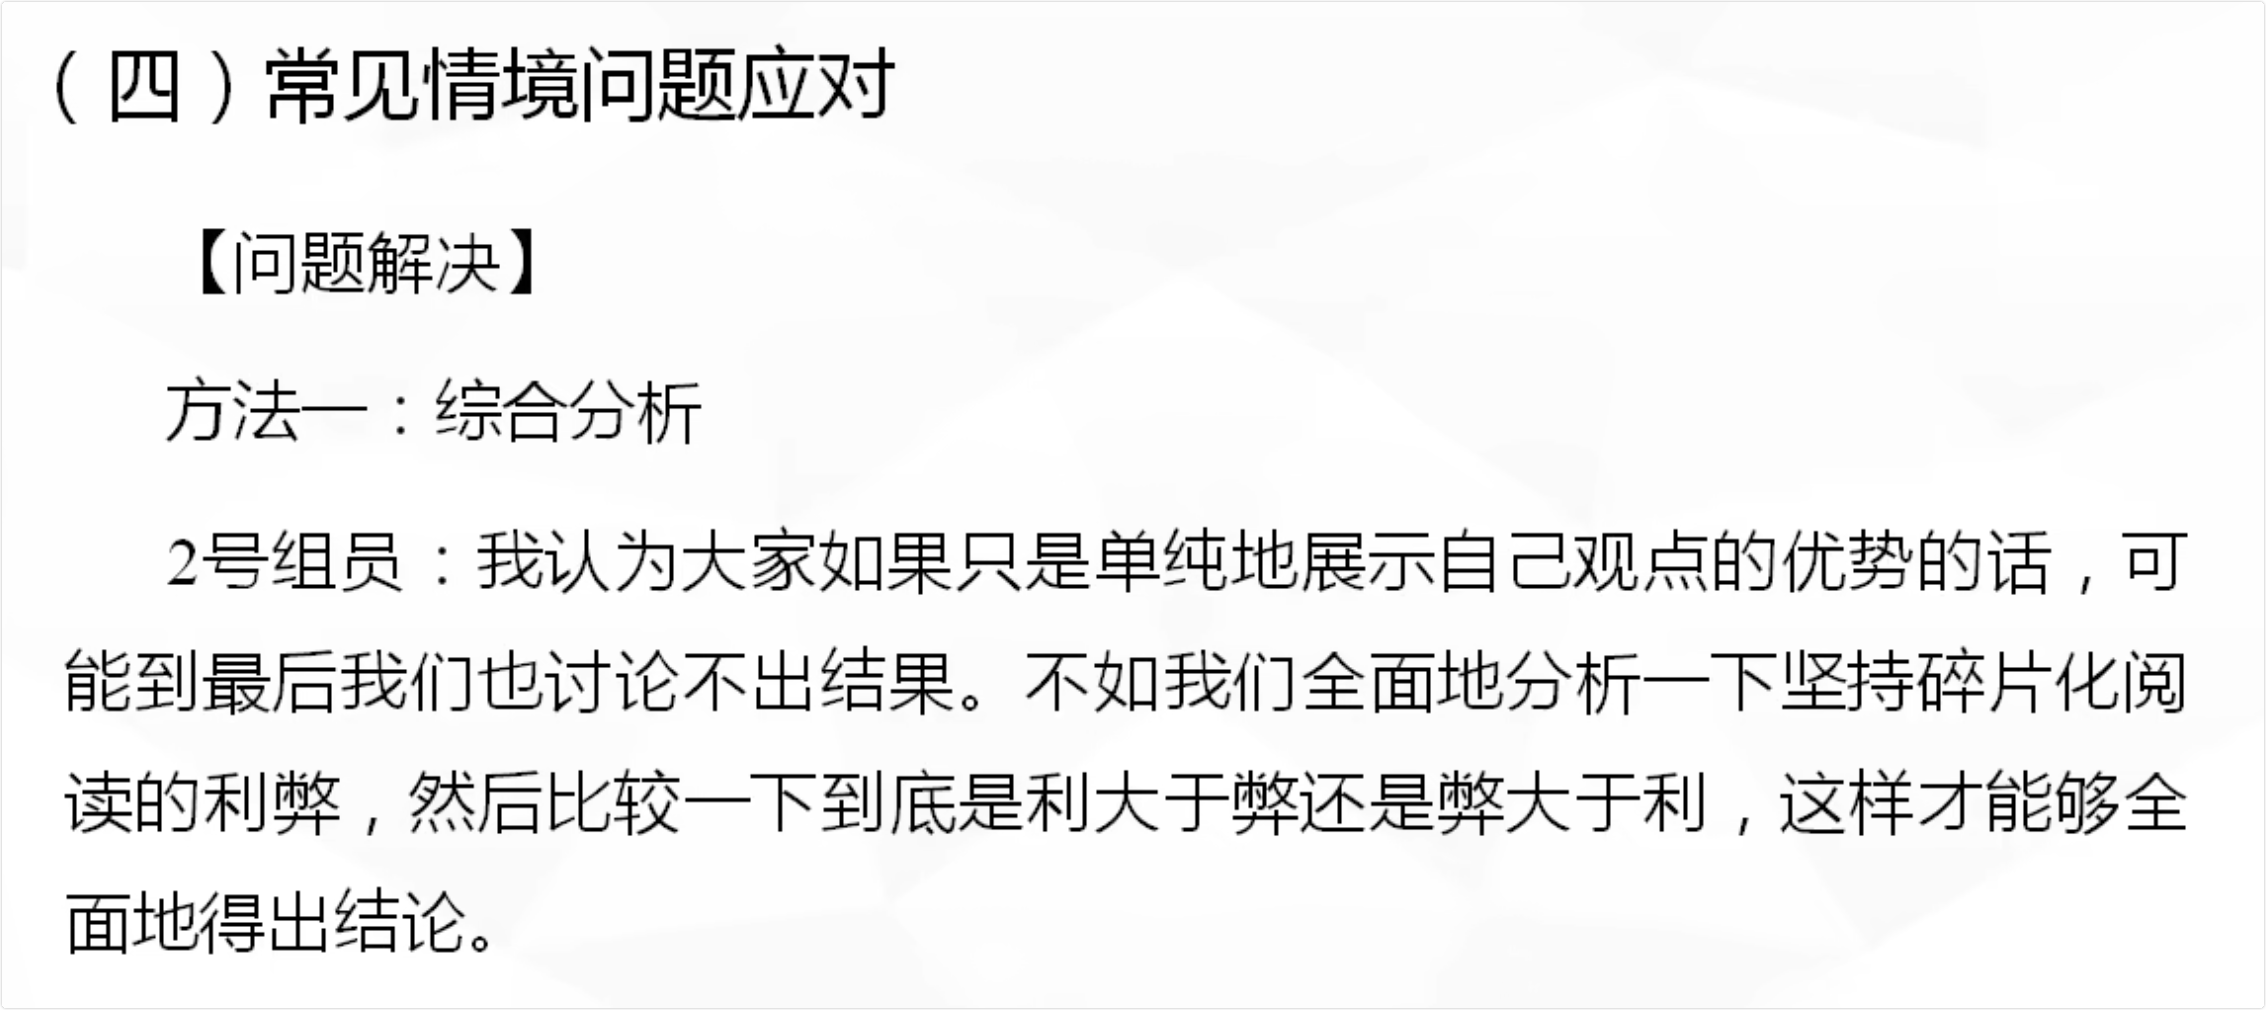 （四）常见情境问题应对
【问题解决】
方法一：综合分析
2号组员：我认为大家如果只是单纯地展示自己观点的优势的话，可
能到最后我们也讨论不出结果。不如我们全面地分析一下坚持碎片化阅
读的利弊，然后比较一下到底是利大于弊还是弊大于利，这样才能够全
面地得出结论。